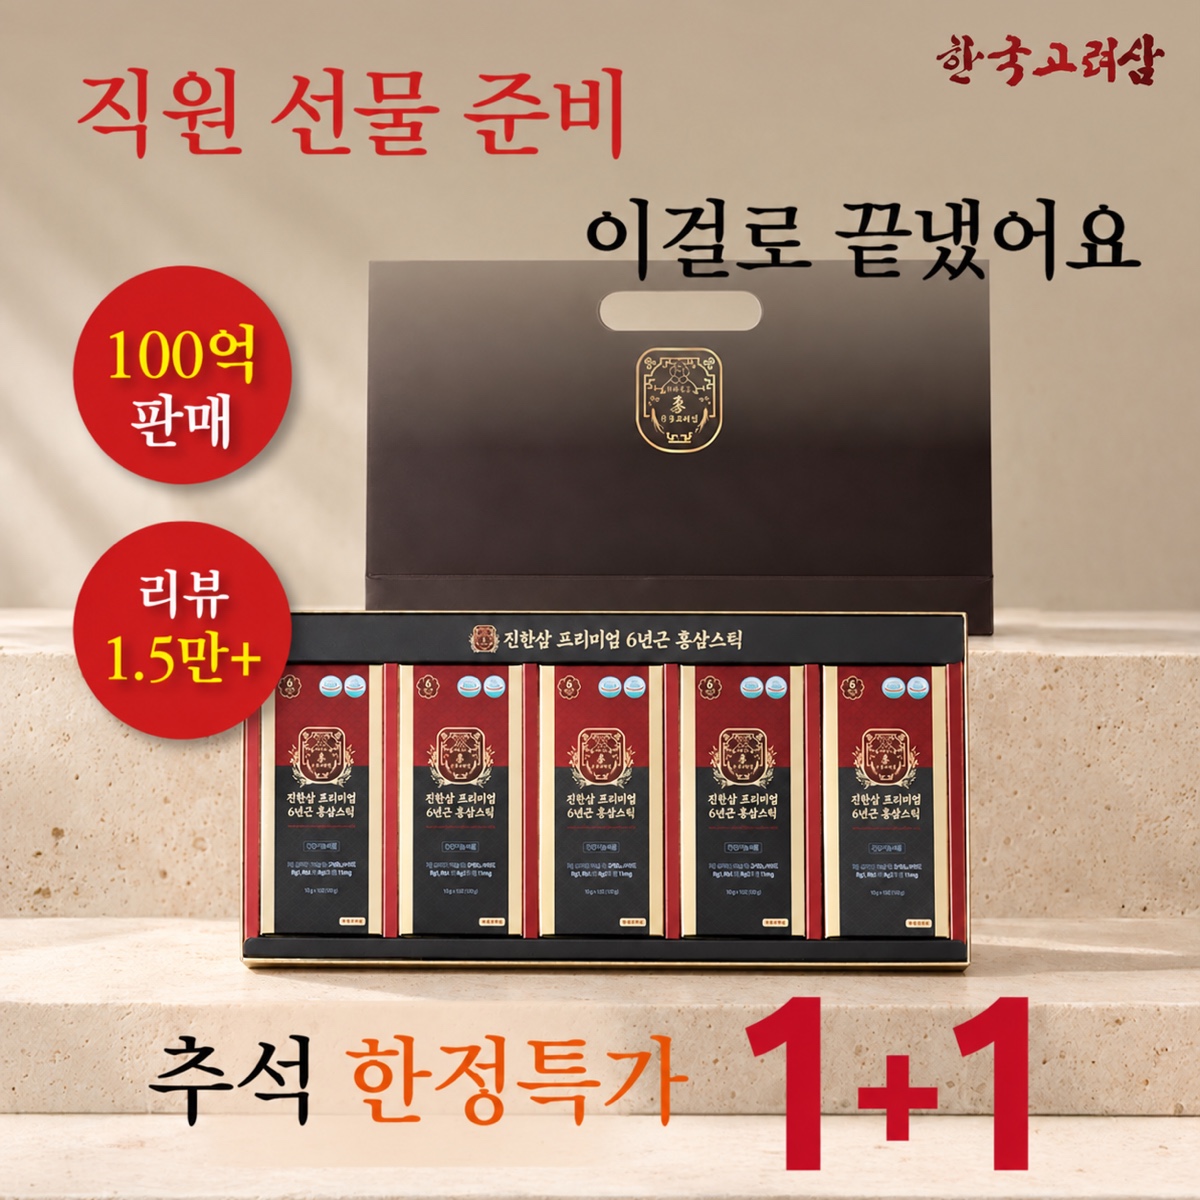 한국고려삼
직원 선물 준비
이걸로 끝냈어요
100억
판매
리뷰
1.5만+
진한삼 프리미엄 6년근 홍삼스틱
6
진한삼 프리미엄
6년근 홍삼스틱
6
진한삼 프리미엄
6년근 홍삼스틱
6
진한삼 프리미엄
6년근 홍삼스틱
6
진한삼 프리미엄
6년근 홍삼스틱
6
진한삼 프리미엄
6년근 홍삼스틱
추석 한정특가 1+1